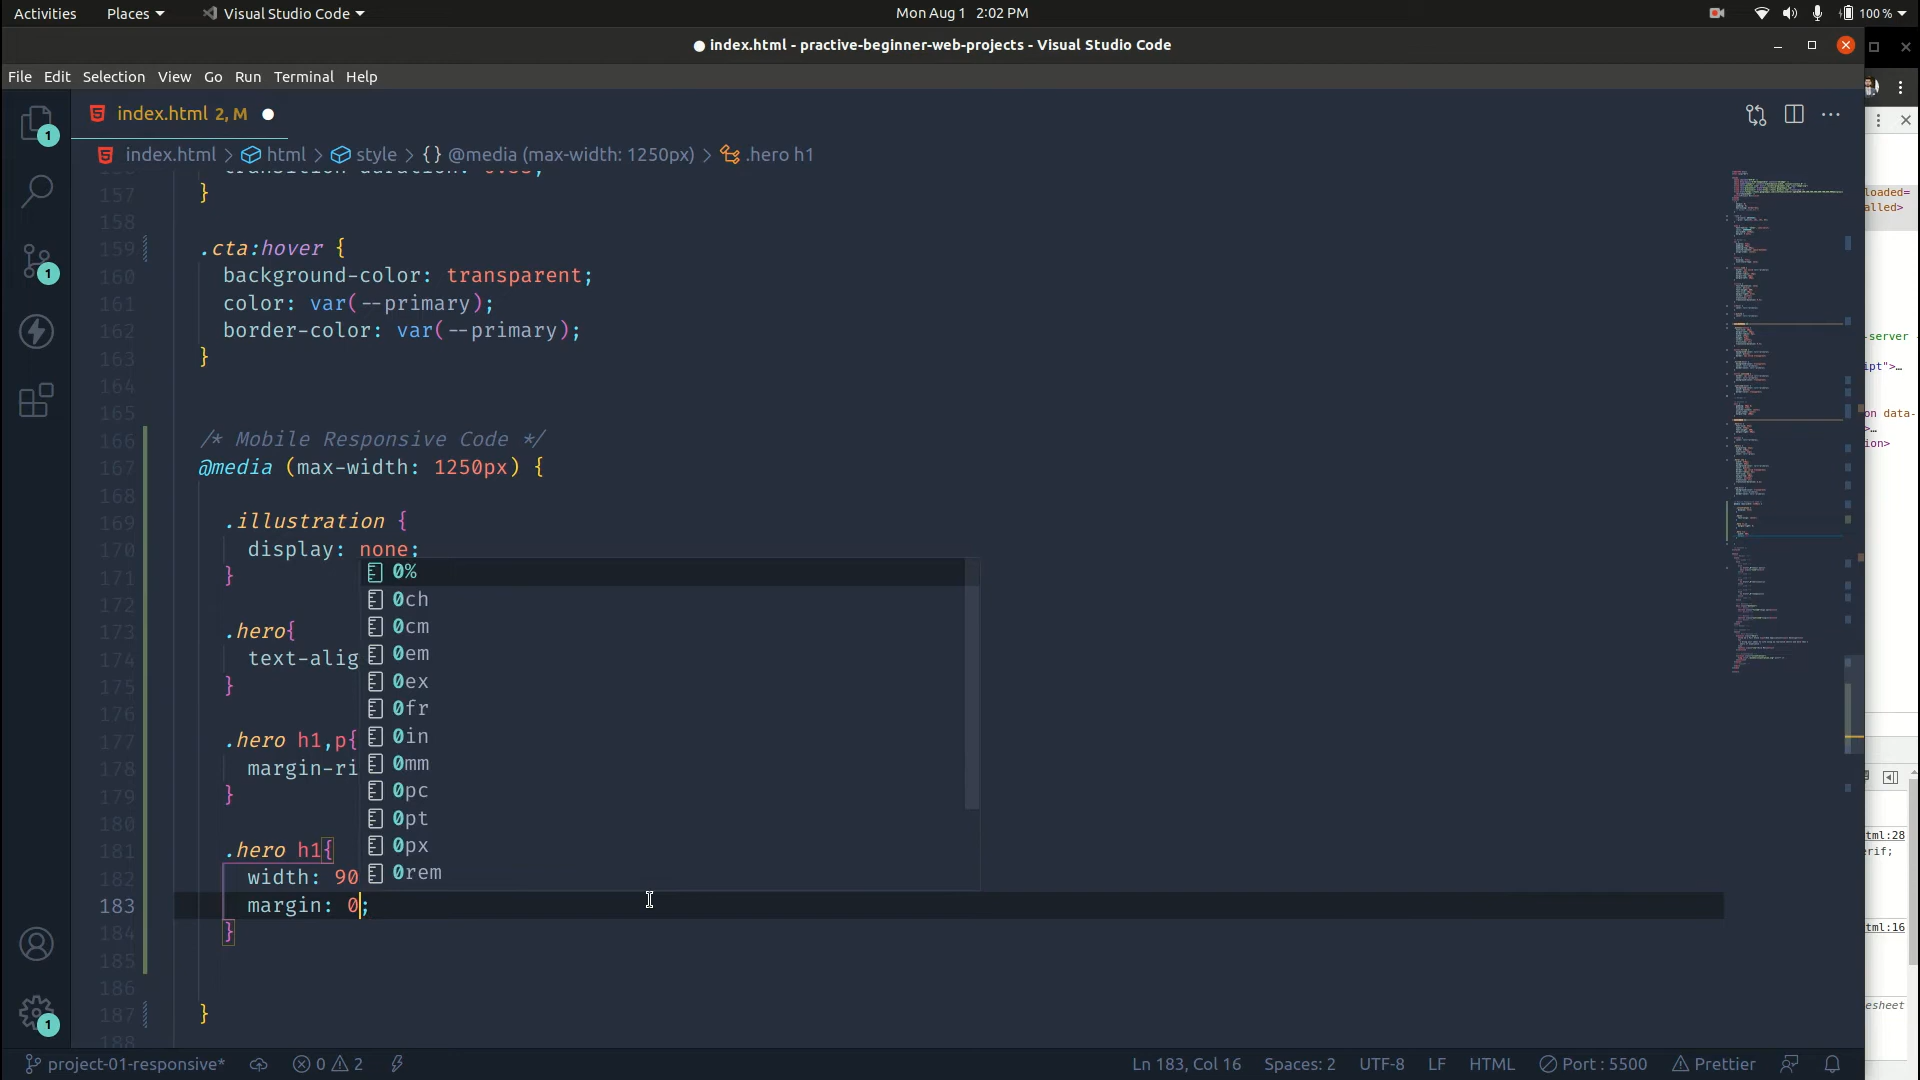 Activities Places Visual Studio Code Mon Aug 1 2:02 PM 100 %
● index.html - practive-beginner-web-projects - Visual Studio Code
File Edit Selection View Go Run Terminal Help
index.html 2, M
index.html > html > style > {} @media (max-width: 1250px) > .hero h1
157 }
158
159 .cta:hover {
160 background-color: transparent;
161 color: var(--primary);
162 border-color: var(--primary);
163 }
164
165
166 /* Mobile Responsive Code */
167 @media (max-width: 1250px) {
168
169 .illustration {
170 display: none;
171 }
172
173 .hero{
174 text-alig
175 }
176
177 .hero h1,p{
178 margin-ri
179 }
180
181 .hero h1{
182 width: 90
183 margin: 0;
184 }
185
186
187 }
188
0%
0ch
0cm
0em
0ex
0fr
0in
0mm
0pc
0pt
0px
0rem
1
1
1
loaded=
alled>
-server
ipt">…
on data-
>…
ion>
tml:28
erif;
tml:16
esheet
project-01-responsive* 0 2 Ln 183, Col 16 Spaces: 2 UTF-8 LF HTML Port : 5500 Prettier